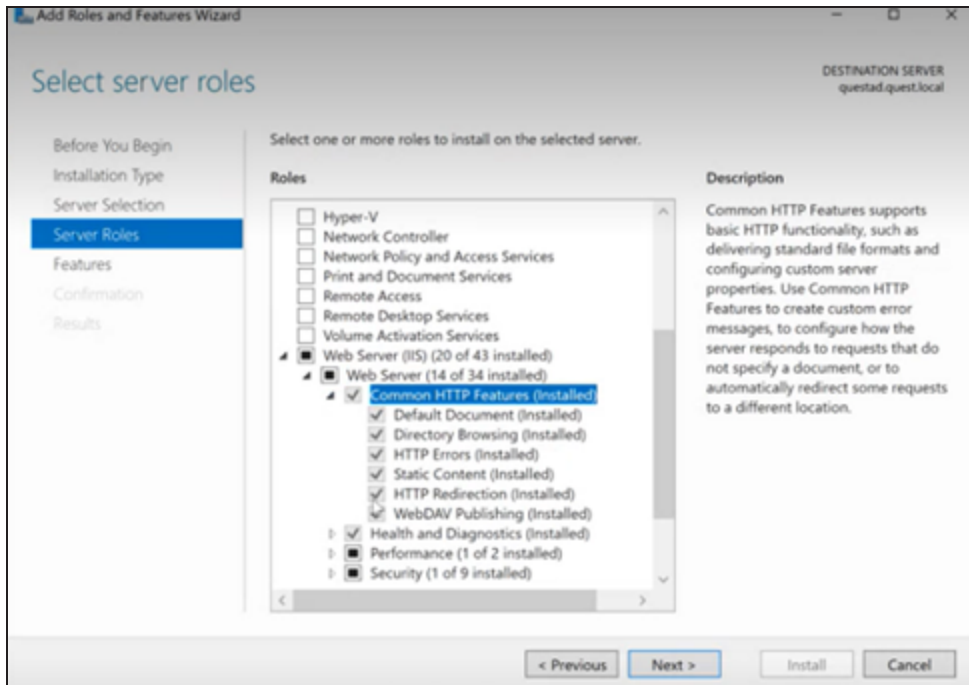 Add Roles and Features Wizard
Select server roles
DESTINATION SERVER
questad.quest.local
Before You Begin
Installation Type
Server Selection
Server Roles
Features
Confirmation
Results
Select one or more roles to install on the selected server.
Roles
Hyper-V
Network Controller
Network Policy and Access Services
Print and Document Services
Remote Access
Remote Desktop Services
Volume Activation Services
Web Server (IIS) (20 of 43 installed)
Web Server (14 of 34 installed)
Common HTTP Features (Installed)
Default Document (Installed)
Directory Browsing (Installed)
HTTP Errors (Installed)
Static Content (Installed)
HTTP Redirection (Installed)
WebDAV Publishing (Installed)
Health and Diagnostics (Installed)
Performance (1 of 2 installed)
Security (1 of 9 installed)
Description
Common HTTP Features supports
basic HTTP functionality, such as
delivering standard file formats and
configuring custom server
properties. Use Common HTTP
Features to create custom error
messages, to configure how the
server responds to requests that do
not specify a document, or to
automatically redirect some requests
to a different location.
< Previous
Next >
Install
Cancel